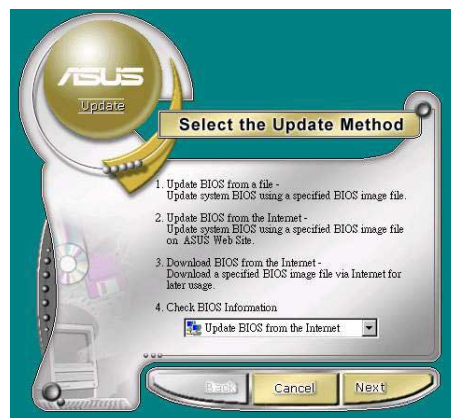 ASUS
Update
Select the Update Method
1. Update BIOS from a file -
Update system BIOS using a specified BIOS image file.
2. Update BIOS from the Internet -
Update system BIOS using a specified BIOS image file
on ASUS Web Site.
3. Download BIOS from the Internet -
Download a specified BIOS image file via Internet for
later usage.
4. Check BIOS Information
Update BIOS from the Internet
Back Cancel Next